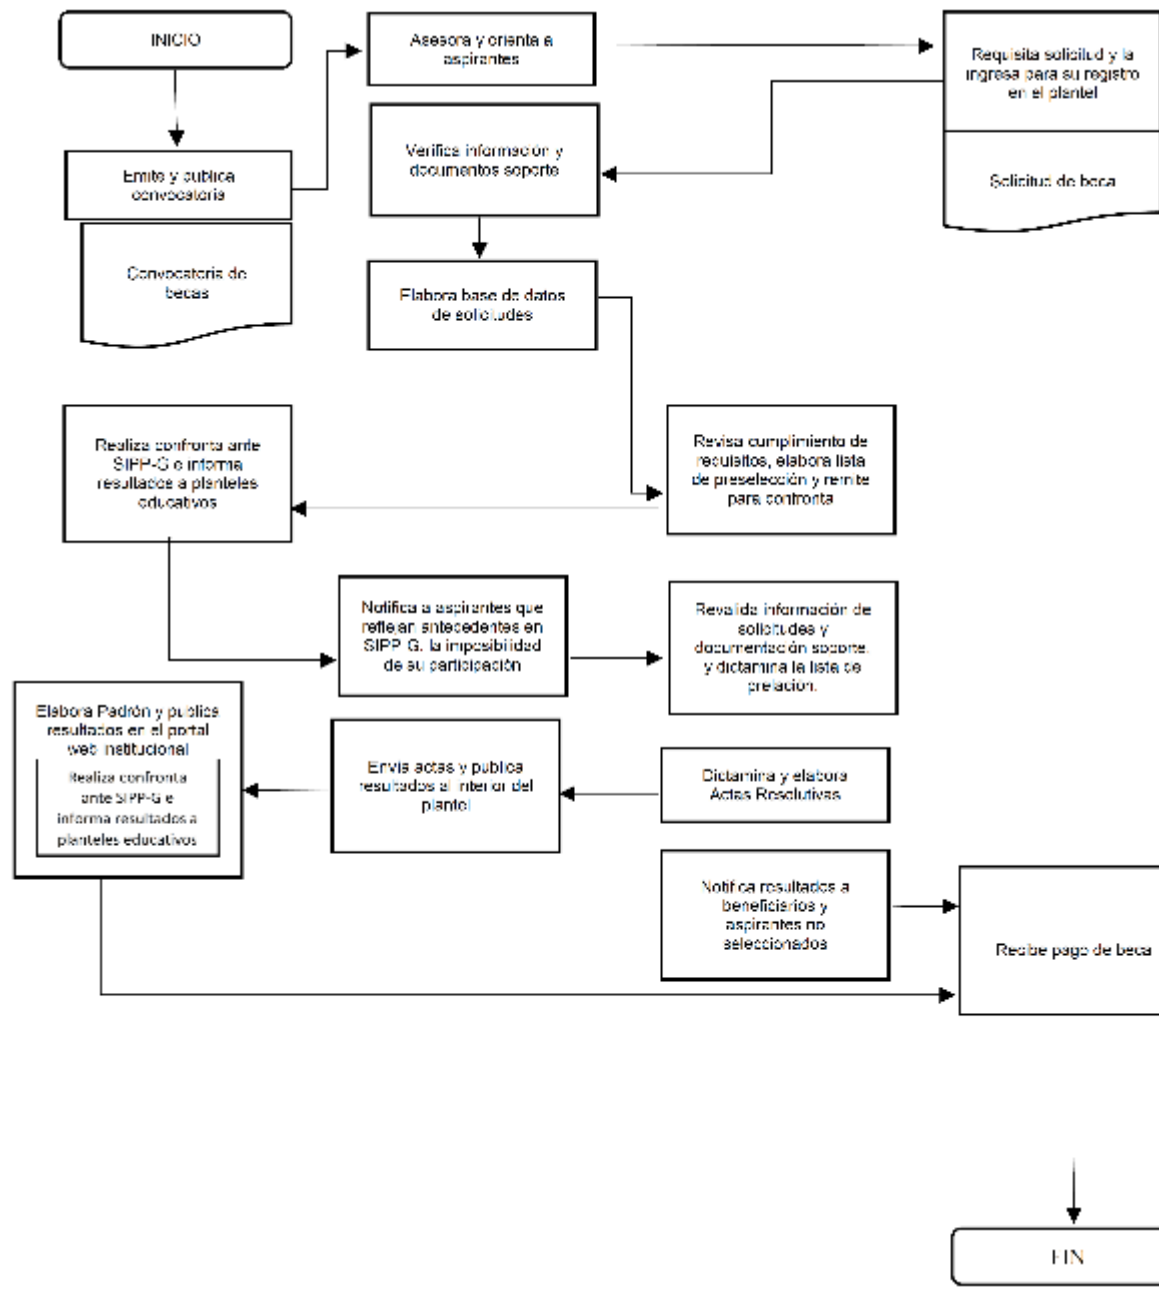 INICIO
Asesora y orienta a
aspirantes
Requisita solicitud y la
ingresa para su registro
en el plantel
Emite y publica
convocatoria
Verifica información y
documentos soporte
Solicitud de beca
Convocatoria de
becas
Elabora base de datos
de solicitudes
Realiza confronta ante
SIPP-G e informa
resultados a planteles
educativos
Revisa cumplimiento de
requisitos, elabora lista
de preselección y remite
para confronta
Notifica a aspirantes que
reflejan antecedentes en
SIPP G, la imposibilidad
de su participación
Revalida información de
solicitudes y
documentación soporte,
y dictamina la lista de
prelación.
Elabora Padrón y publica
resultados en el portal
web institucional
Realiza confronta
ante SIPP-G e
informa resultados a
planteles educativos
Envía actas y publica
resultados al interior del
plantel
Dictamina y elabora
Actas Resolutivas
Notifica resultados a
beneficiarios y
aspirantes no
seleccionados
Recibe pago de beca
FIN